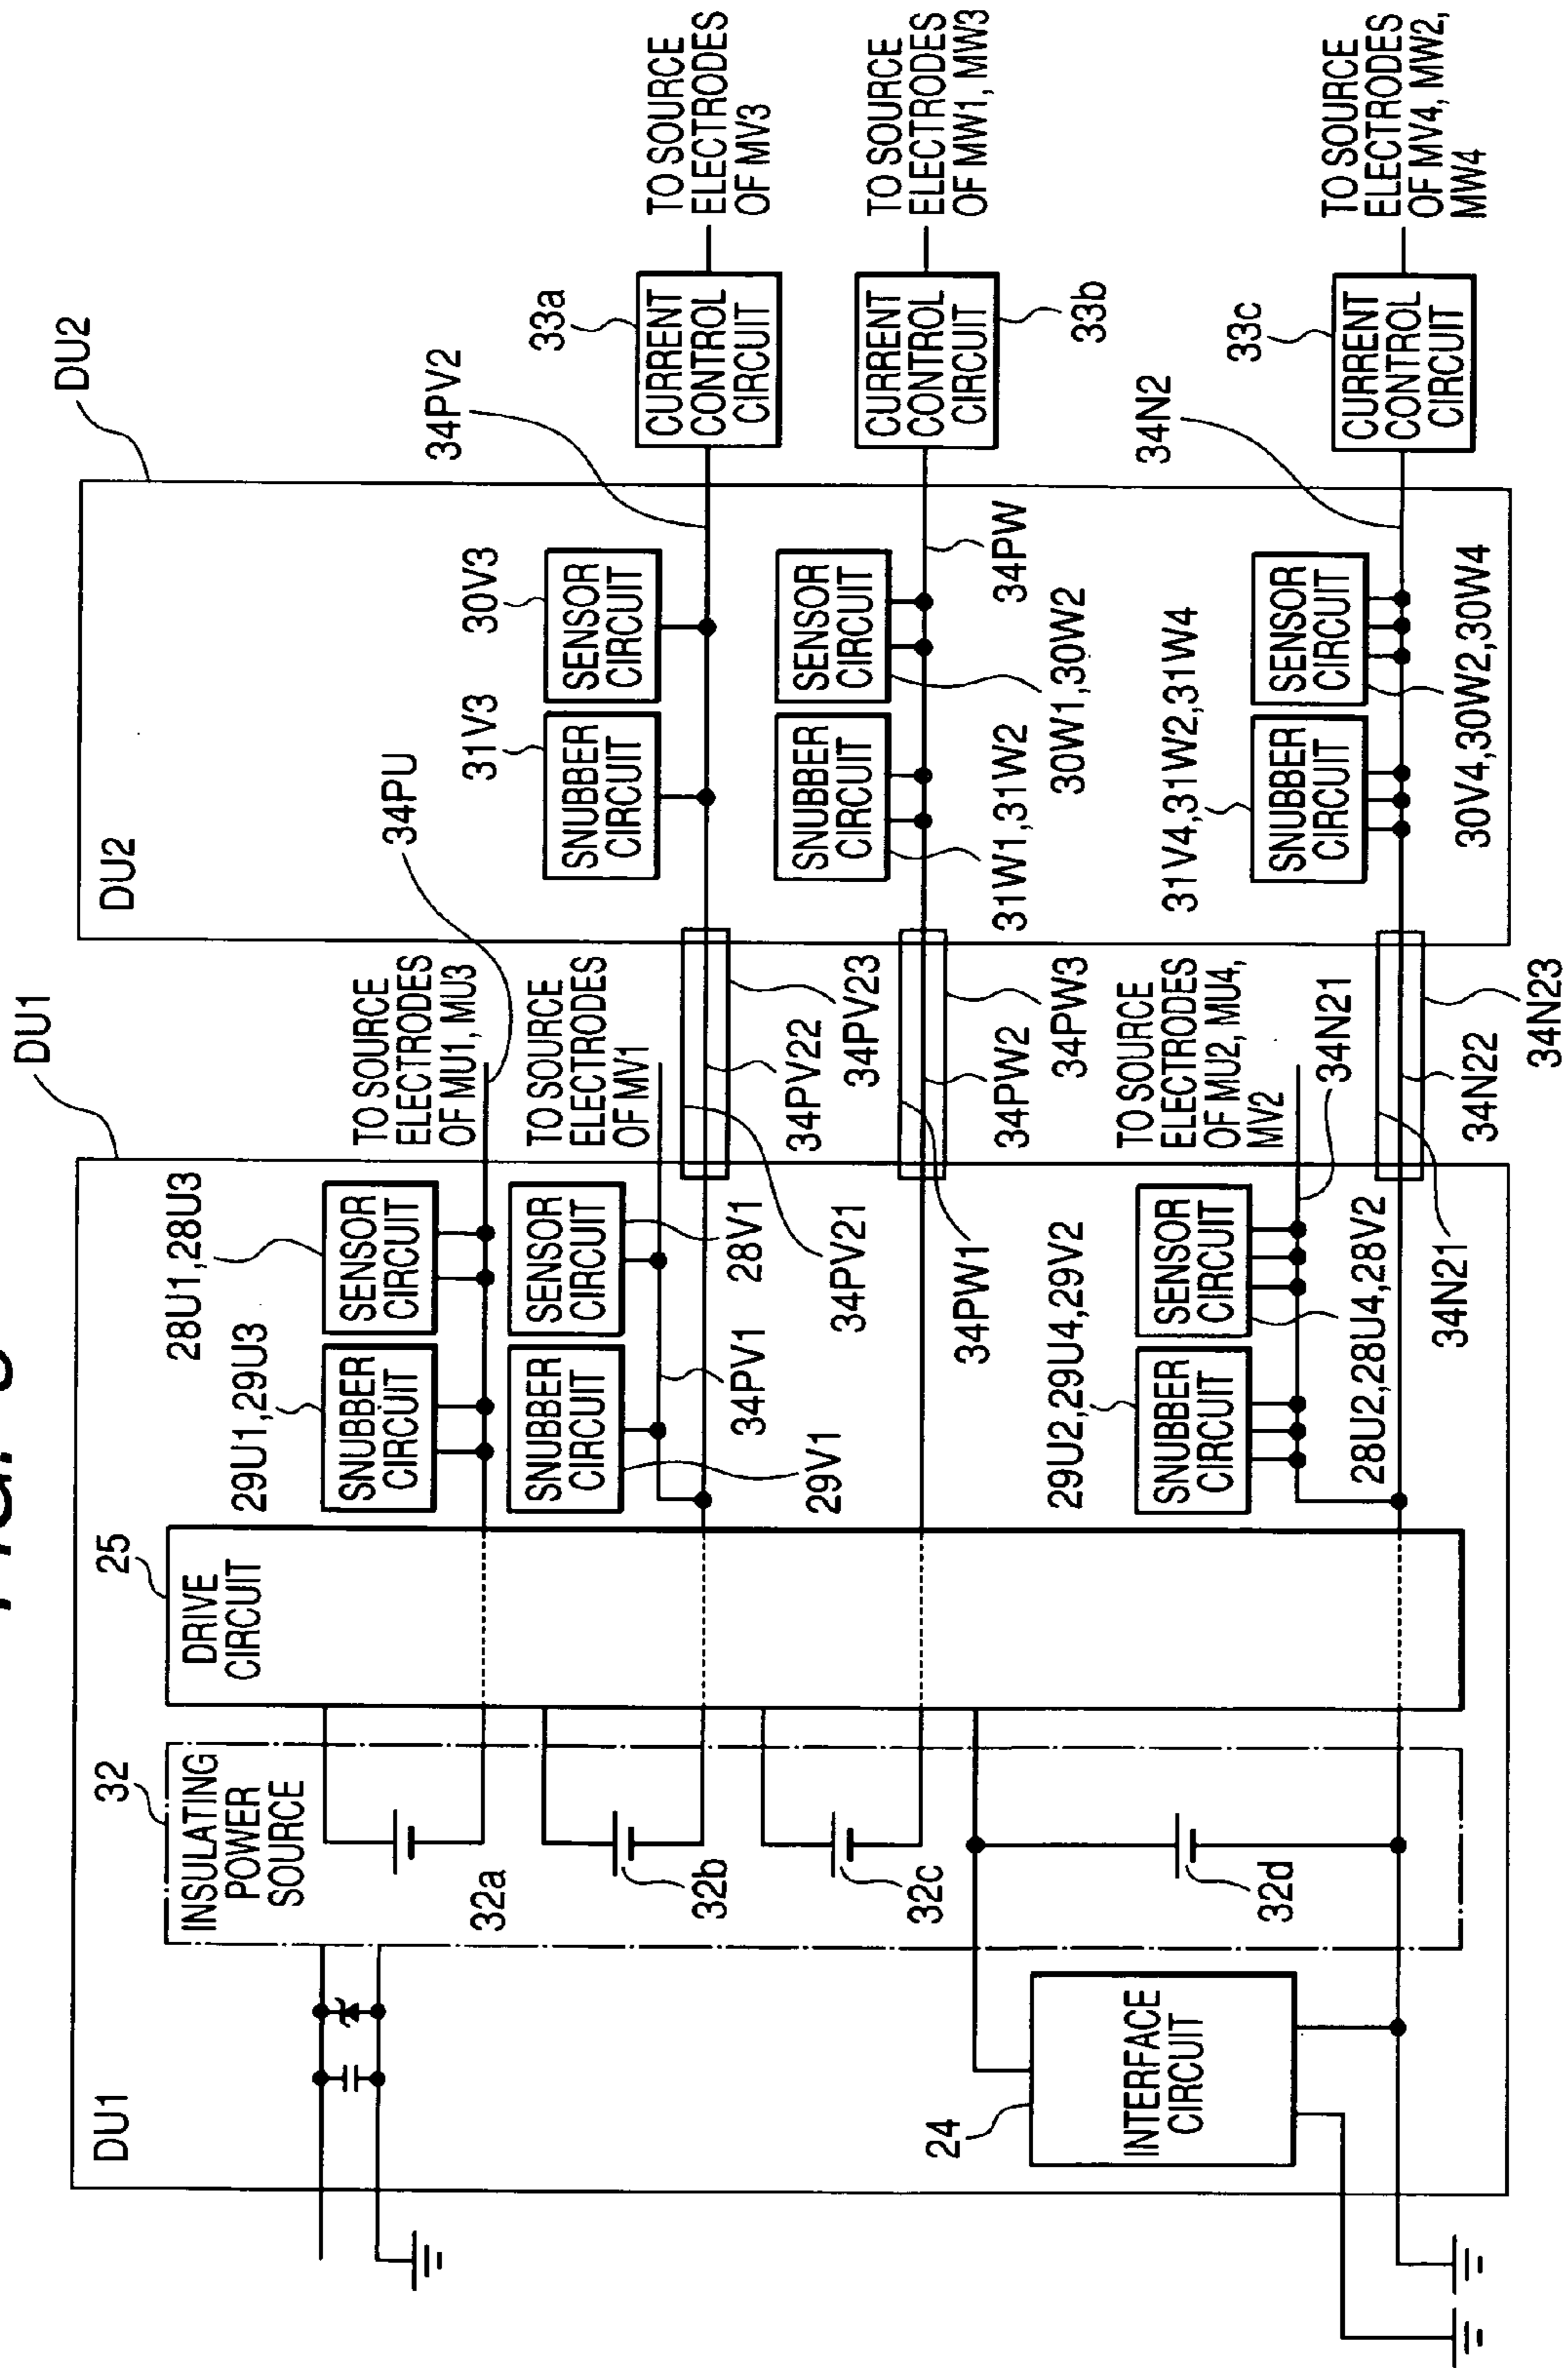 DU1
DU2
DU1
32
INSULATING
POWER
SOURCE
25
DRIVE
CIRCUIT
32a
32b
32c
32d
24
INTERFACE
CIRCUIT
29U1,29U3
SNUBBER
CIRCUIT
28U1,28U3
SENSOR
CIRCUIT
TO SOURCE
ELECTRODES
OF MU1, MU3
34PU
SNUBBER
CIRCUIT
29V1
SENSOR
CIRCUIT
28V1
34PV1
TO SOURCE
ELECTRODES
OF MV1
34PV21
34PV22
34PV23
34PW1
34PW2
34PW3
29U2,29U4,29V2
SNUBBER
CIRCUIT
SENSOR
CIRCUIT
28U2,28U4,28V2
TO SOURCE
ELECTRODES
OF MU2, MU4,
MV2
34N21
34N21
34N22
34N23
DU2
31V3
SNUBBER
CIRCUIT
30V3
SENSOR
CIRCUIT
34PV2
33a
CURRENT
CONTROL
CIRCUIT
TO SOURCE
ELECTRODES
OF MV3
SNUBBER
CIRCUIT
31W1,31W2
SENSOR
CIRCUIT
30W1,30W2
34PW
CURRENT
CONTROL
CIRCUIT
33b
TO SOURCE
ELECTRODES
OF MW1, MW3
31V4,31W2,31W4
SNUBBER
CIRCUIT
SENSOR
CIRCUIT
30V4,30W2,30W4
34N2
33c
CURRENT
CONTROL
CIRCUIT
TO SOURCE
ELECTRODES
OF MV4, MW2,
MW4